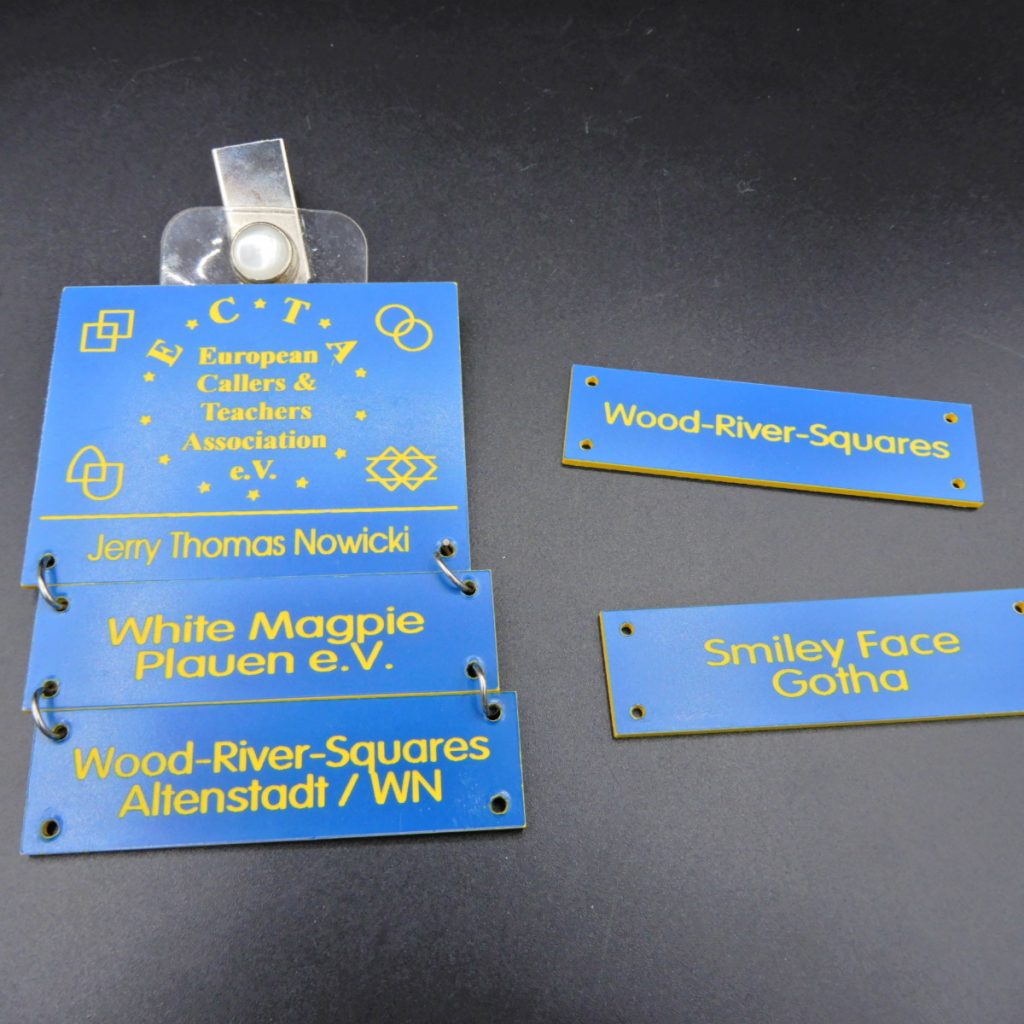 E C T A
European
Callers &
Teachers
Association
e.V.
Jerry Thomas Nowicki
White Magpie
Plauen e.V.
Wood-River-Squares
Altenstadt / WN
Wood-River-Squares
Smiley Face
Gotha